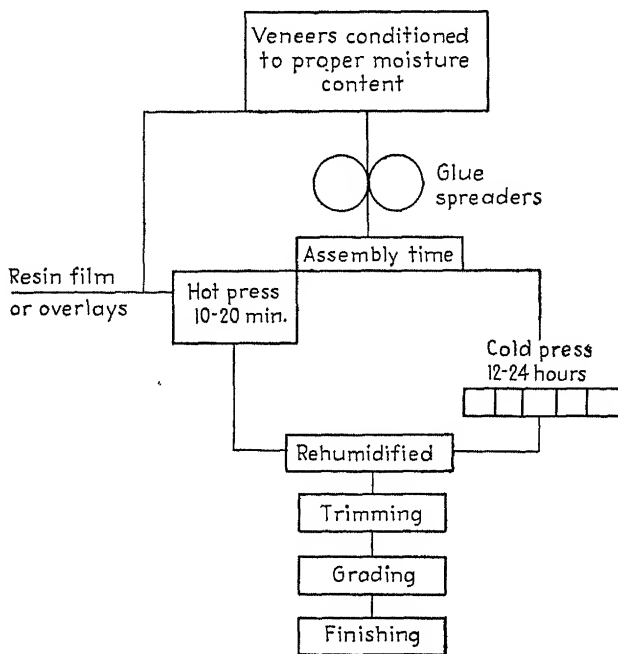 Veneers conditioned
to proper moisture
content
Glue
spreaders
Assembly time
Resin film
or overlays
Hot press
10-20 min.
Cold press
12-24 hours
Rehumidified
Trimming
Grading
Finishing